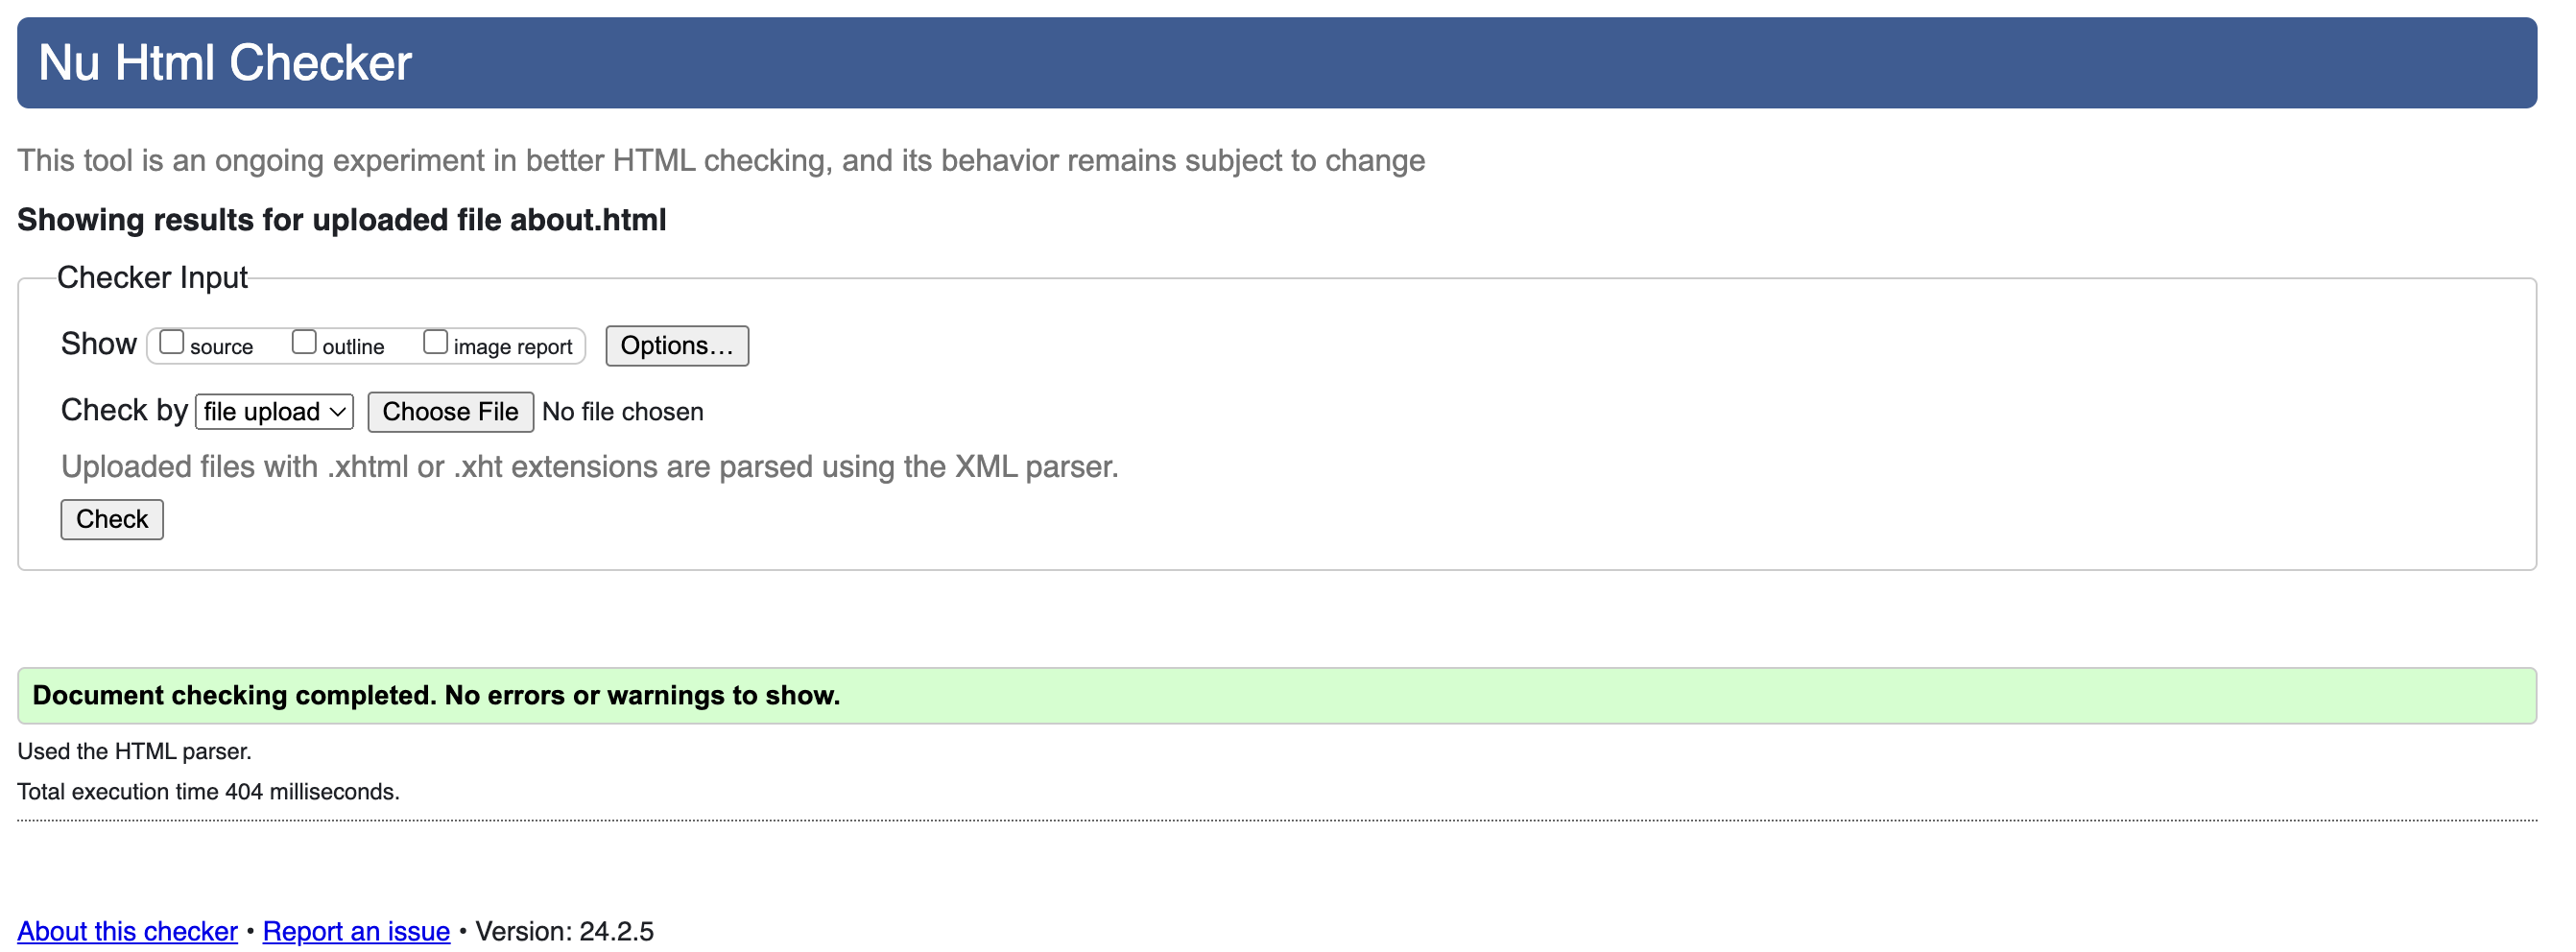 Nu Html Checker
This tool is an ongoing experiment in better HTML checking, and its behavior remains subject to change
Showing results for uploaded file about.html
Checker Input
Show source outline image report Options…
Check by file upload Choose File No file chosen
Uploaded files with .xhtml or .xht extensions are parsed using the XML parser.
Check
Document checking completed. No errors or warnings to show.
Used the HTML parser.
Total execution time 404 milliseconds.
About this checker • Report an issue • Version: 24.2.5